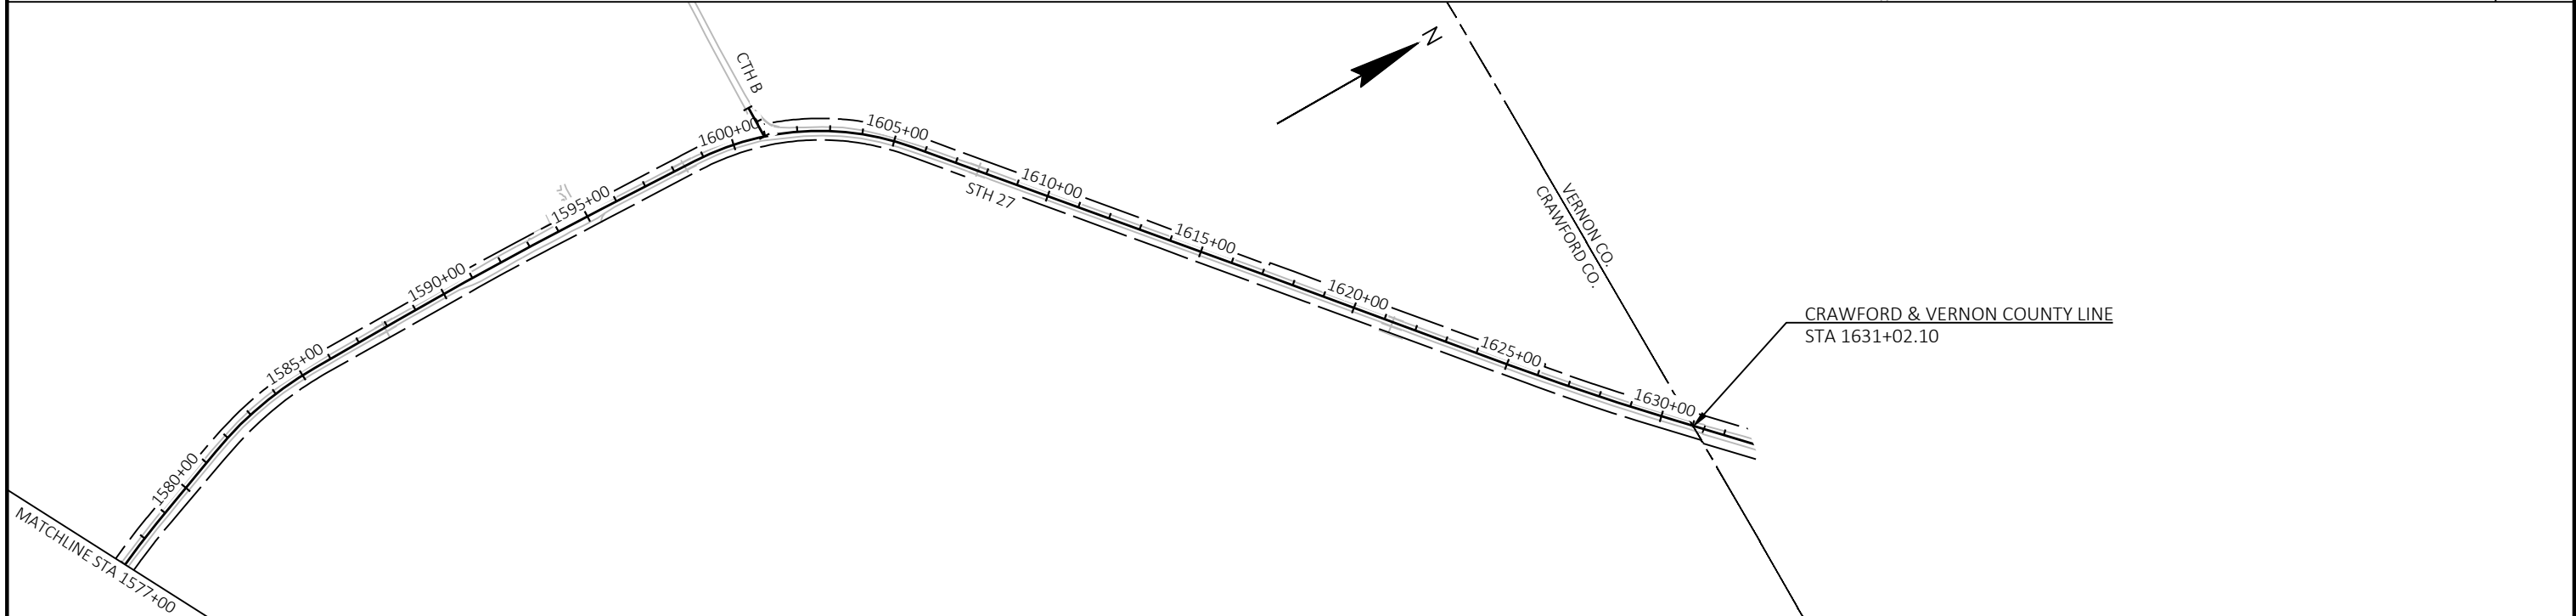 N
CTH B
1600+00
1605+00
1595+00
1610+00
STH 27
1615+00
1590+00
1620+00
VERNON CO.
CRAWFORD CO.
CRAWFORD & VERNON COUNTY LINE
STA 1631+02.10
1585+00
1625+00
1630+00
1580+00
MATCHLINE STA 1577+00